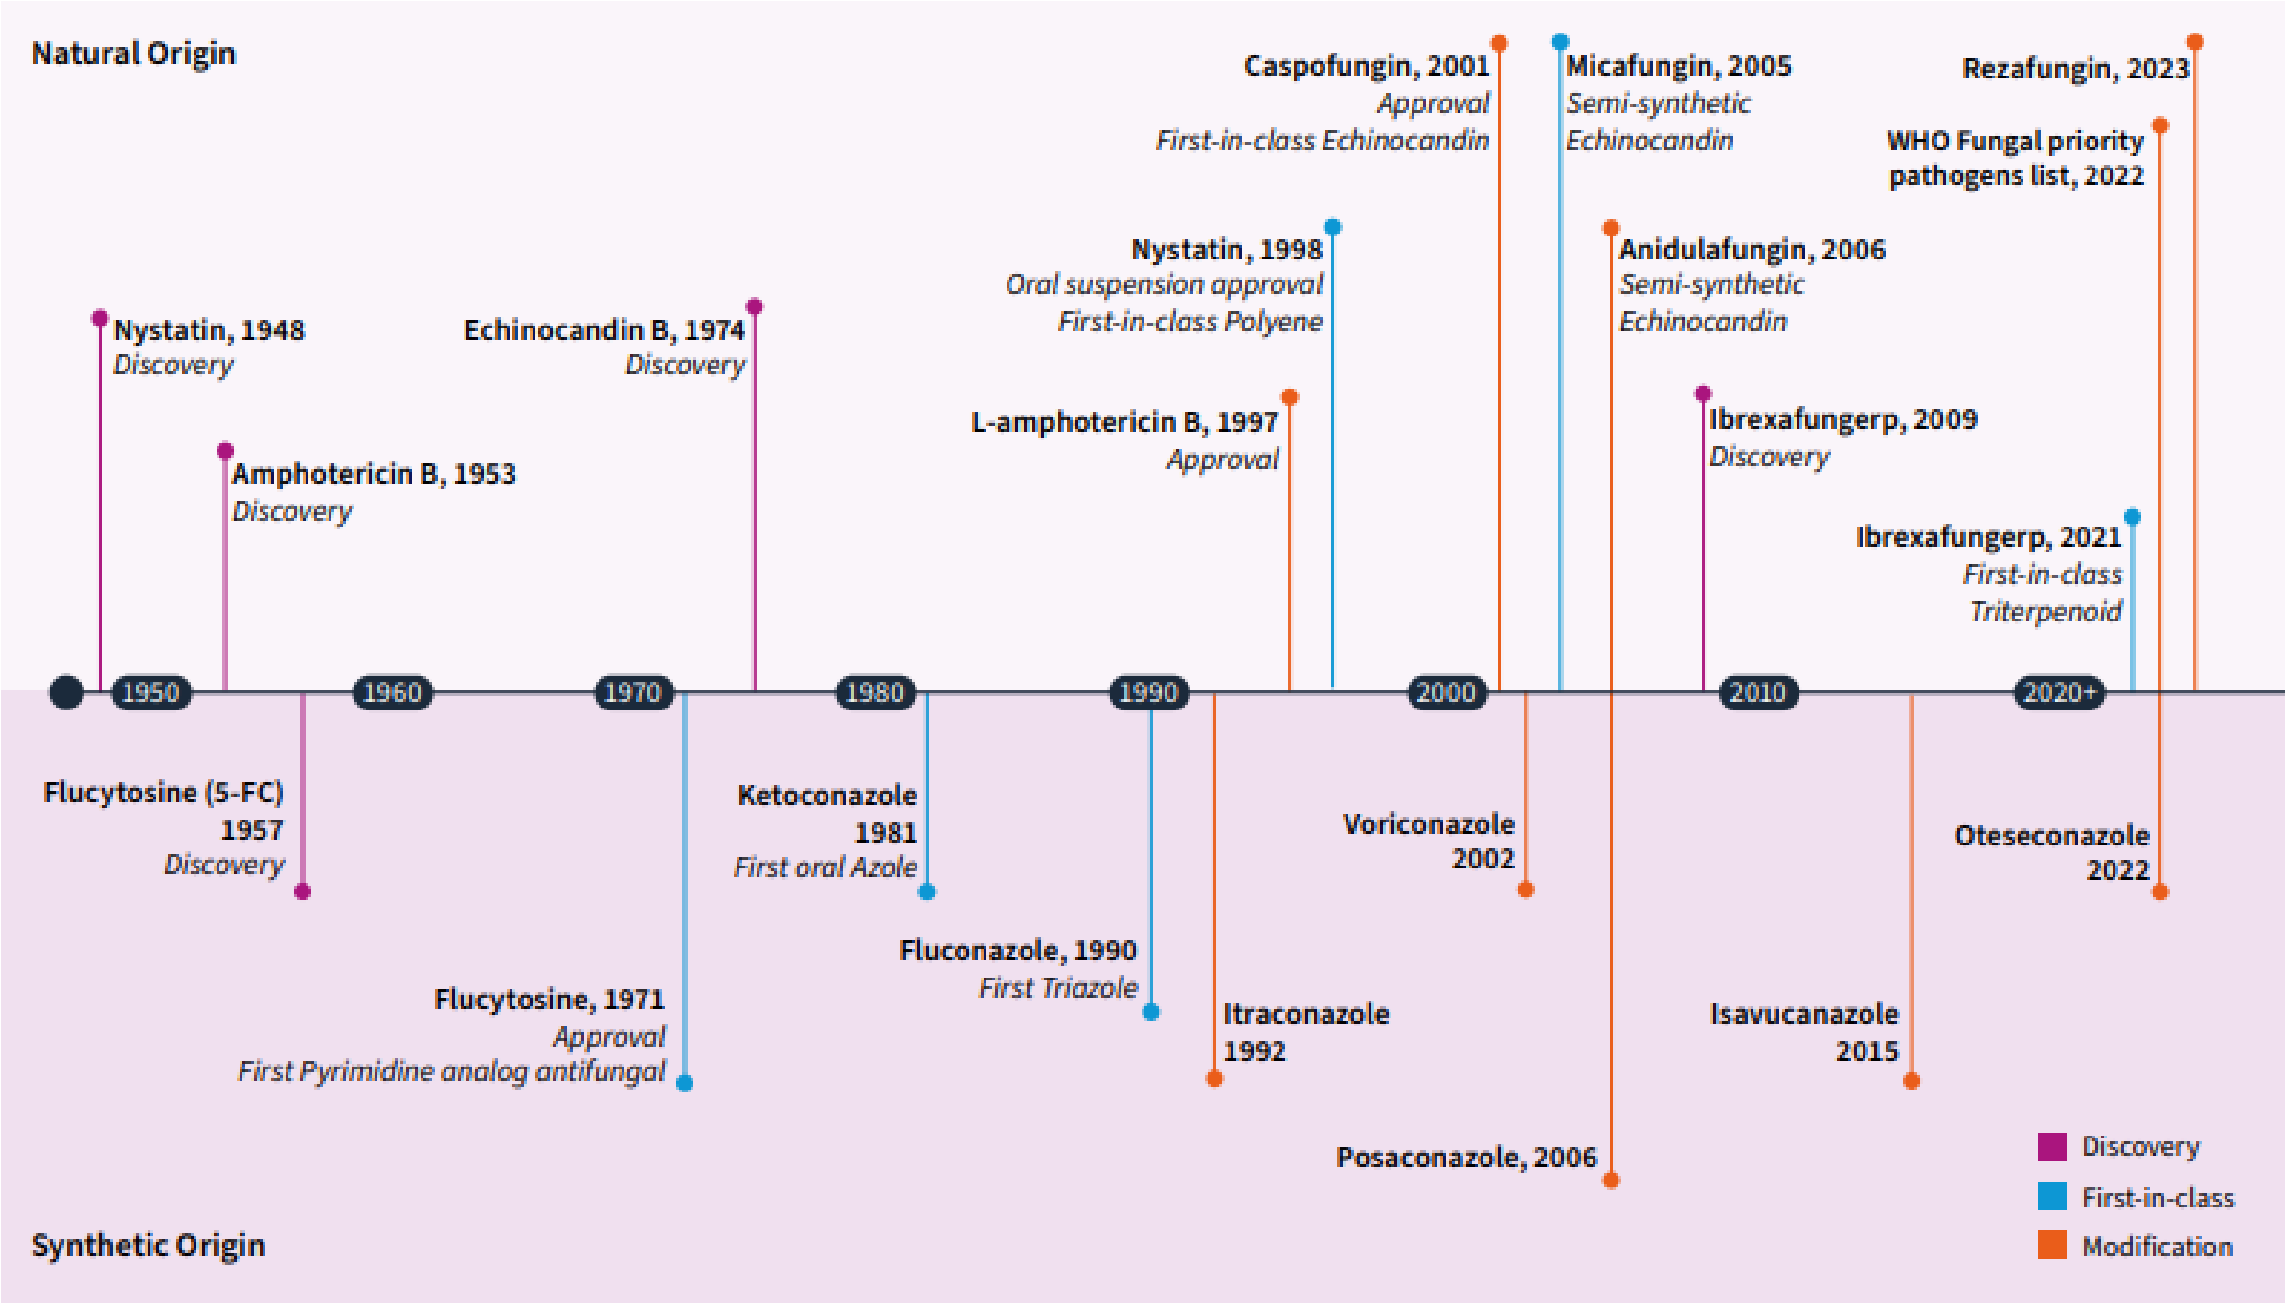 Natural Origin
Caspofungin, 2001
Approval
First-in-class Echinocandin
Micafungin, 2005
Semi-synthetic
Echinocandin
Rezafungin, 2023
WHO Fungal priority
pathogens list, 2022
Nystatin, 1998
Oral suspension approval
First-in-class Polyene
Anidulafungin, 2006
Semi-synthetic
Echinocandin
Nystatin, 1948
Discovery
Echinocandin B, 1974
Discovery
L-amphotericin B, 1997
Approval
Ibrexafungerp, 2009
Discovery
Amphotericin B, 1953
Discovery
Ibrexafungerp, 2021
First-in-class
Triterpenoid
1950
1960
1970
1980
1990
2000
2010
2020+
Flucytosine (5-FC)
1957
Discovery
Ketoconazole
1981
First oral Azole
Voriconazole
2002
Oteseconazole
2022
Fluconazole, 1990
First Triazole
Flucytosine, 1971
Approval
First Pyrimidine analog antifungal
Itraconazole
1992
Isavucanazole
2015
Posaconazole, 2006
Discovery
First-in-class
Modification
Synthetic Origin